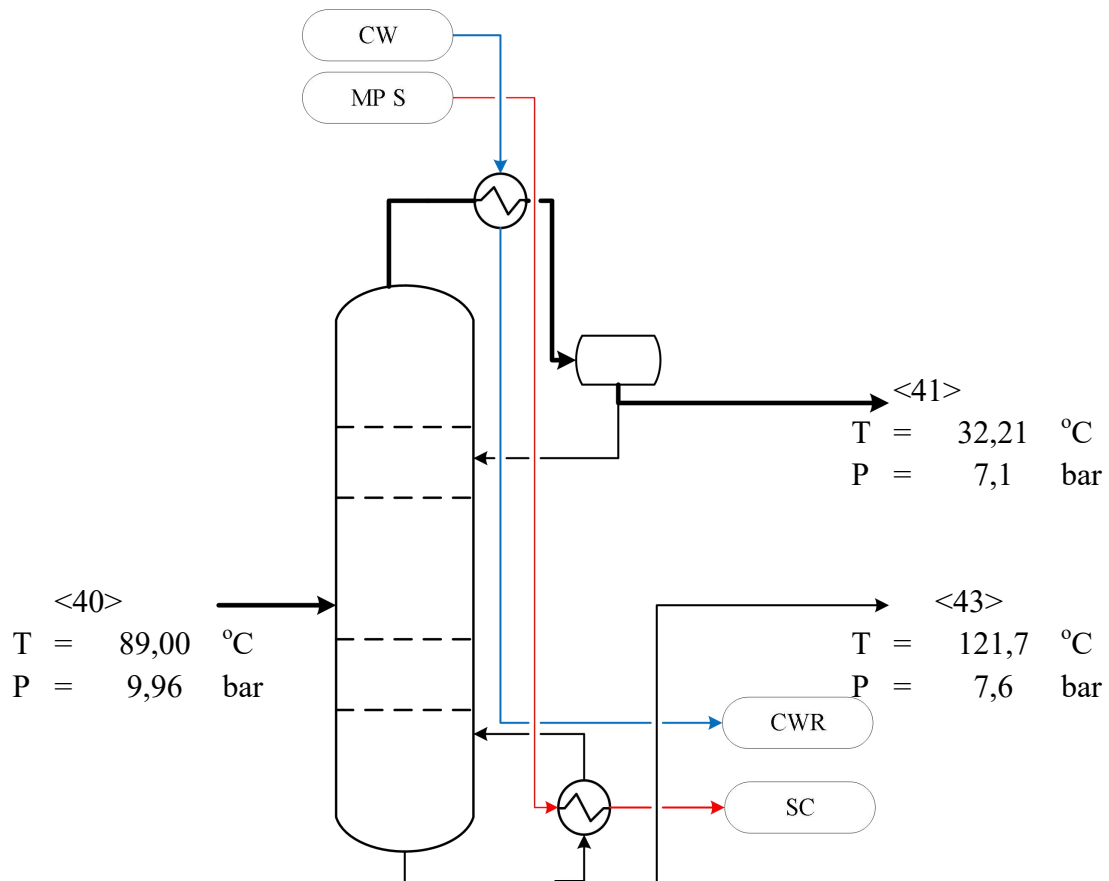 CW
MP S
<41>
T = 32,21 °C
P = 7,1 bar
<40>
T = 89,00 °C
P = 9,96 bar
<43>
T = 121,7 °C
P = 7,6 bar
CWR
SC